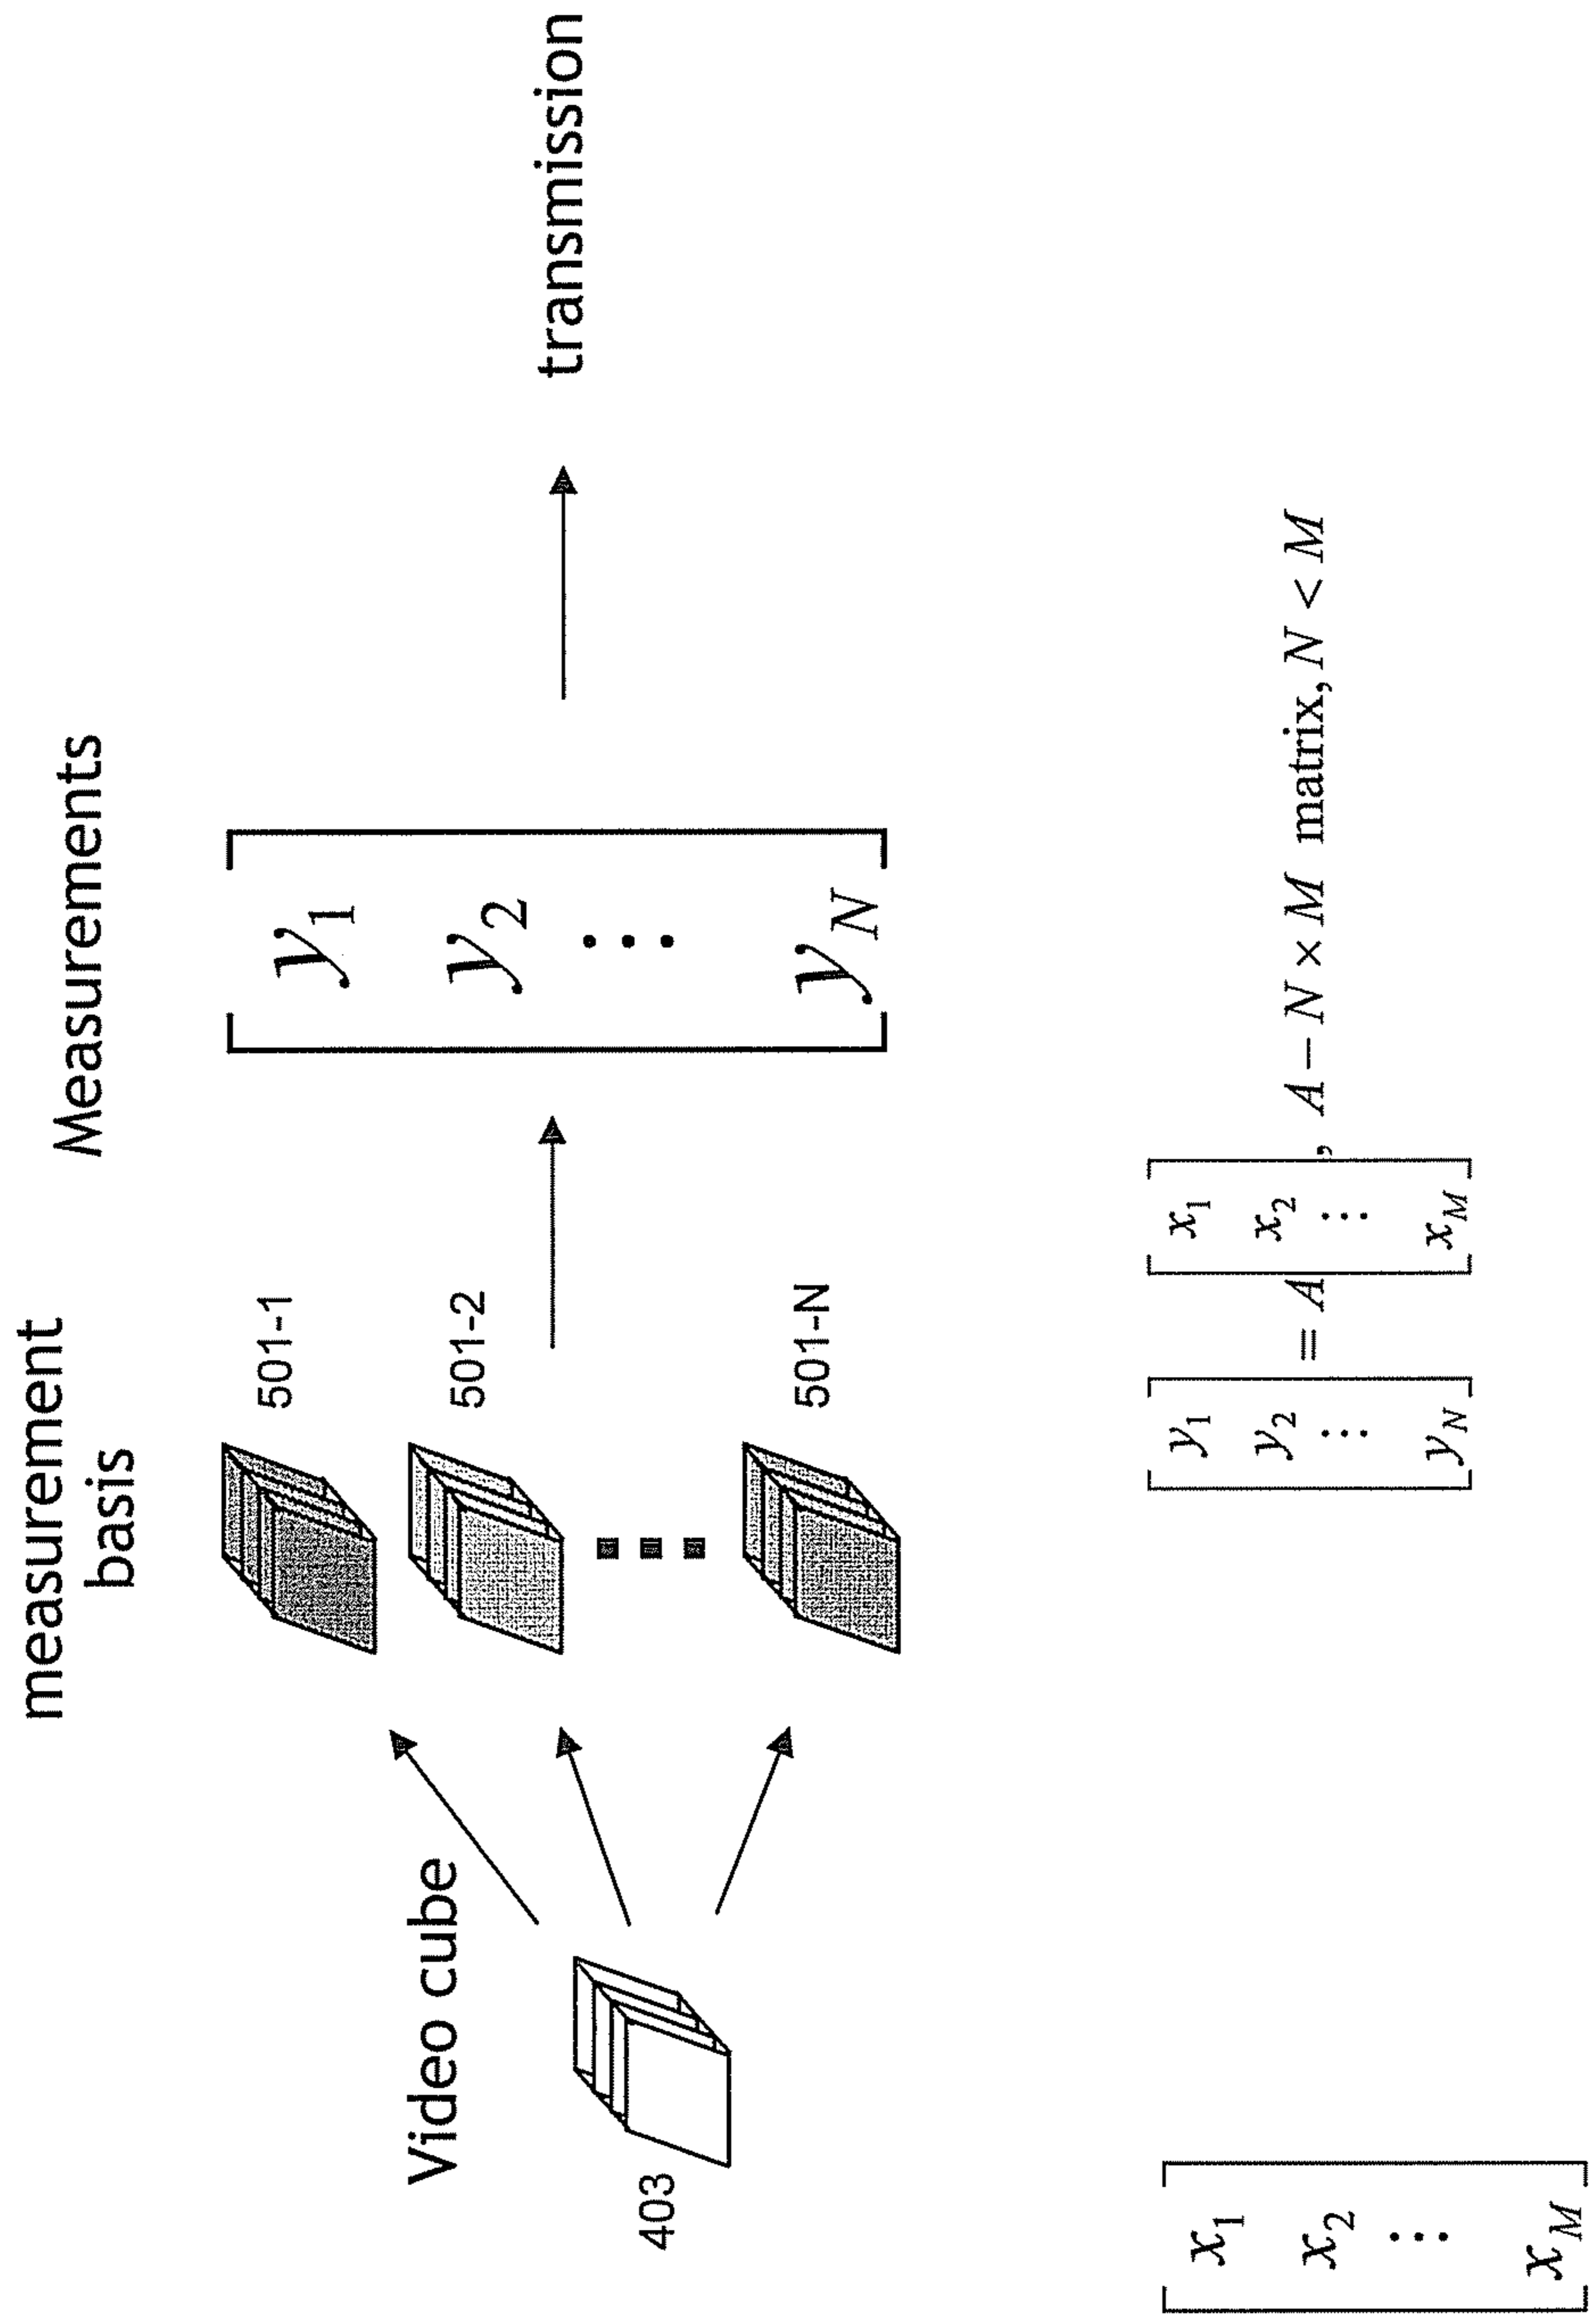 Video cube
403
measurement
basis
501-1
501-2
501-N
Measurements
y1
y2
⋮
yN
transmission
x1
x2
⋮
xM
[y1 y2 ⋮ yN] = A [x1 x2 ⋮ xM], A – N × M matrix, N < M